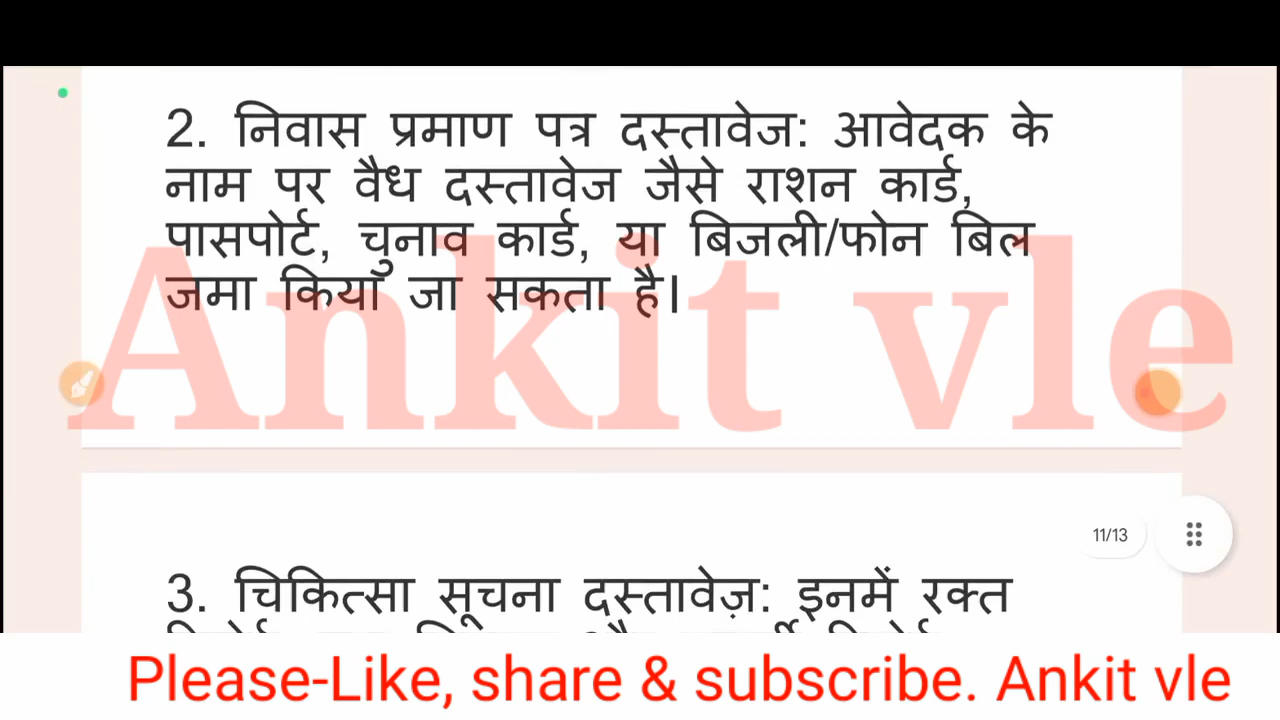 2. निवास प्रमाण पत्र दस्तावेज: आवेदक के
नाम पर वैध दस्तावेज जैसे राशन कार्ड,
पासपोर्ट, चुनाव कार्ड, या बिजली/फोन बिल
जमा किया जा सकता है।
Ankit vle
11/13
3. चिकित्सा सूचना दस्तावेज़: इनमें रक्त
Please-Like, share & subscribe. Ankit vle